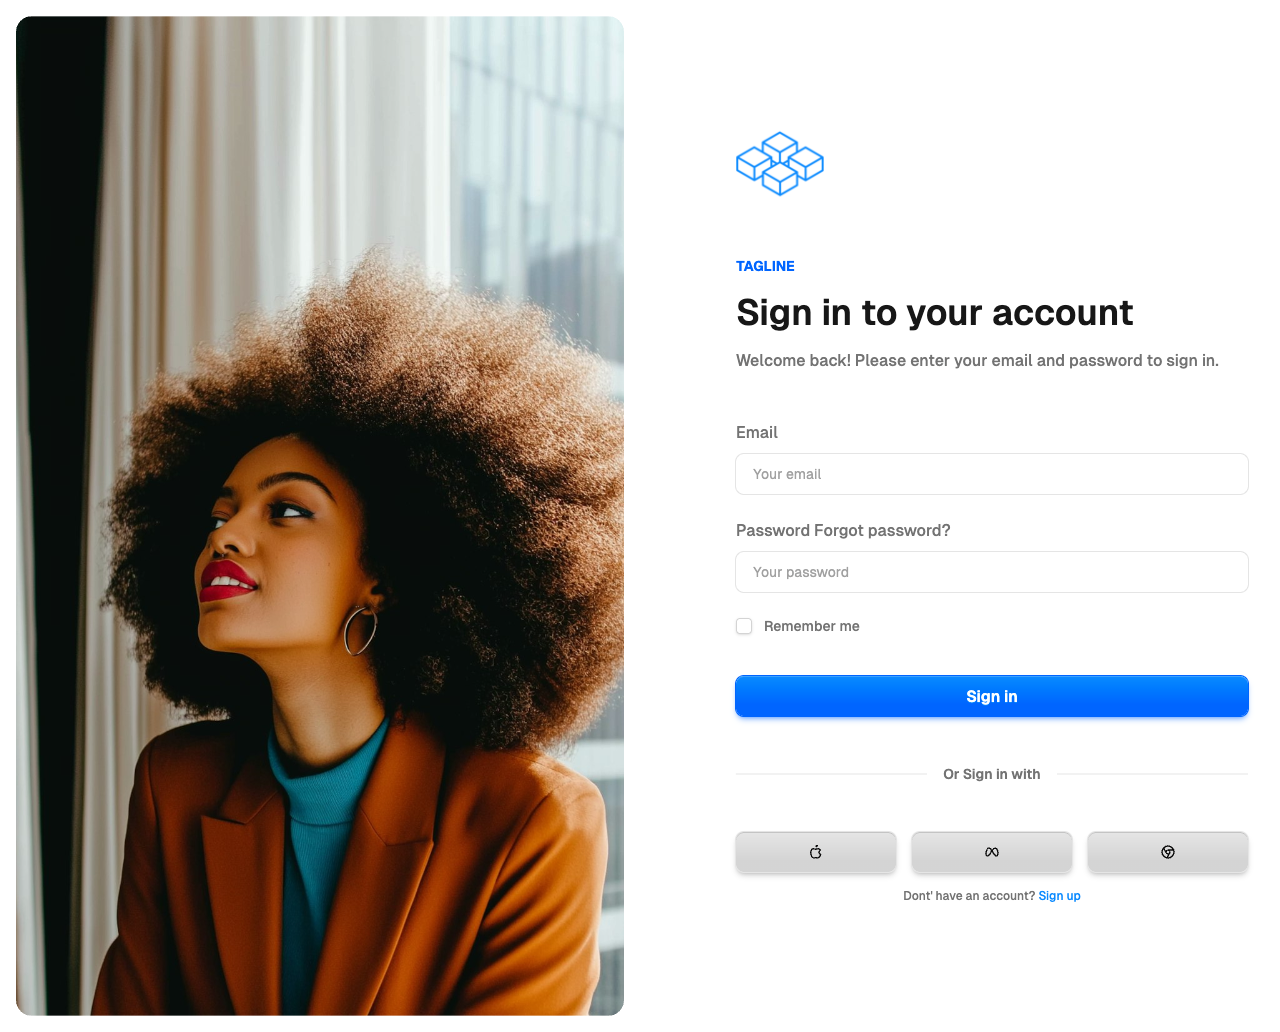 TAGLINE
Sign in to your account
Welcome back! Please enter your email and password to sign in.
Email
Your email
Password Forgot password?
Your password
Remember me
Sign in
Or Sign in with
Dont' have an account? Sign up